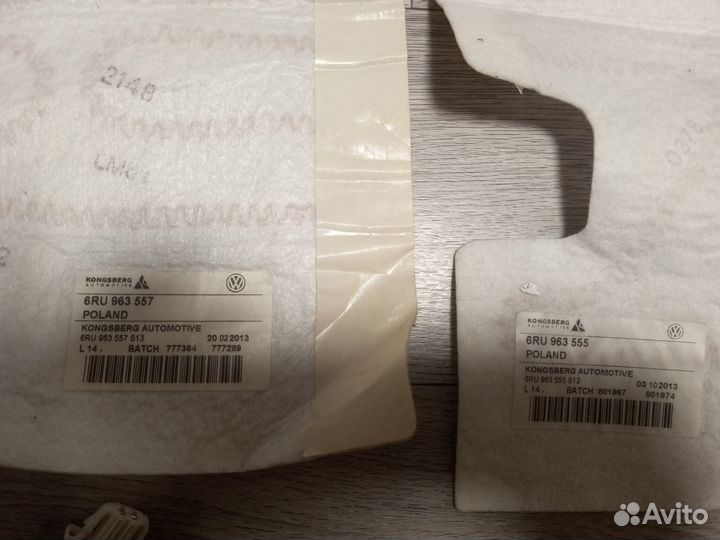 2148
LM61
0378
KONGSBERG
AUTOMOTIVE
6RU 963 557
POLAND
KONGSBERG AUTOMOTIVE
6RU 963 557 S13 20 02 2013
L 14 . BATCH 777364 777289
KONGSBERG
AUTOMOTIVE
6RU 963 555
POLAND
KONGSBERG AUTOMOTIVE
6RU 963 555 S12 03 10 2013
L 14 . BATCH 801967 801974
Avito